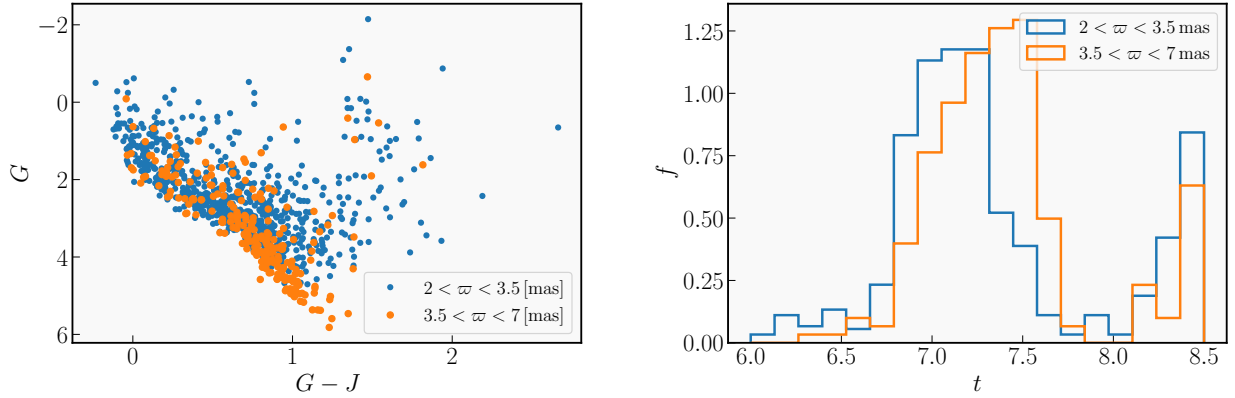 −2
0
2
4
6
G
0
1
2
G − J
2 < ϖ < 3.5 [mas]
3.5 < ϖ < 7 [mas]
1.25
1.00
0.75
0.50
0.25
0.00
f
6.0
6.5
7.0
7.5
8.0
8.5
t
2 < ϖ < 3.5 mas
3.5 < ϖ < 7 mas